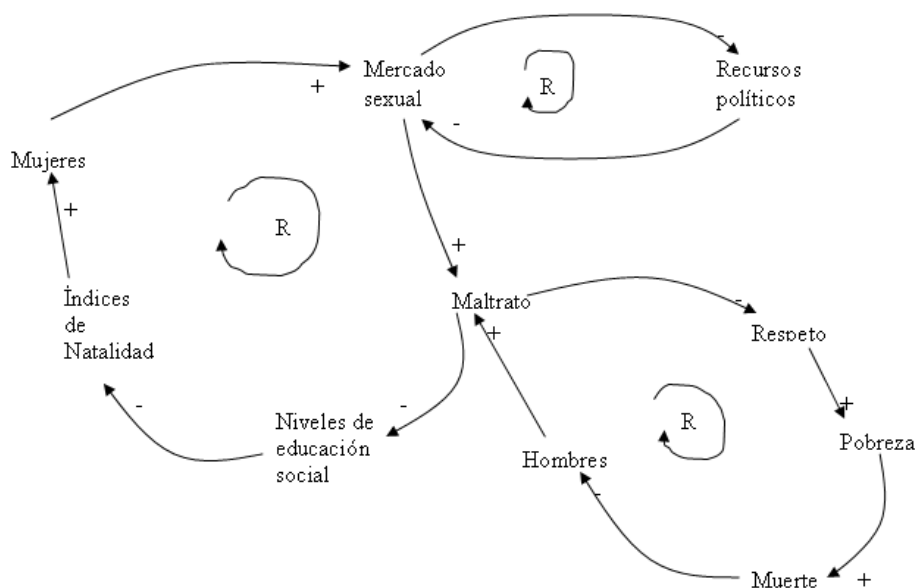 -
-
Mercado
sexual
R
Recursos
políticos
+
-
Mujeres
+
R
+
Índices
de
Natalidad
Maltrato
-
+
Respeto
-
-
+
R
Niveles de
educación
social
Hombres
Pobreza
-
Muerte
+